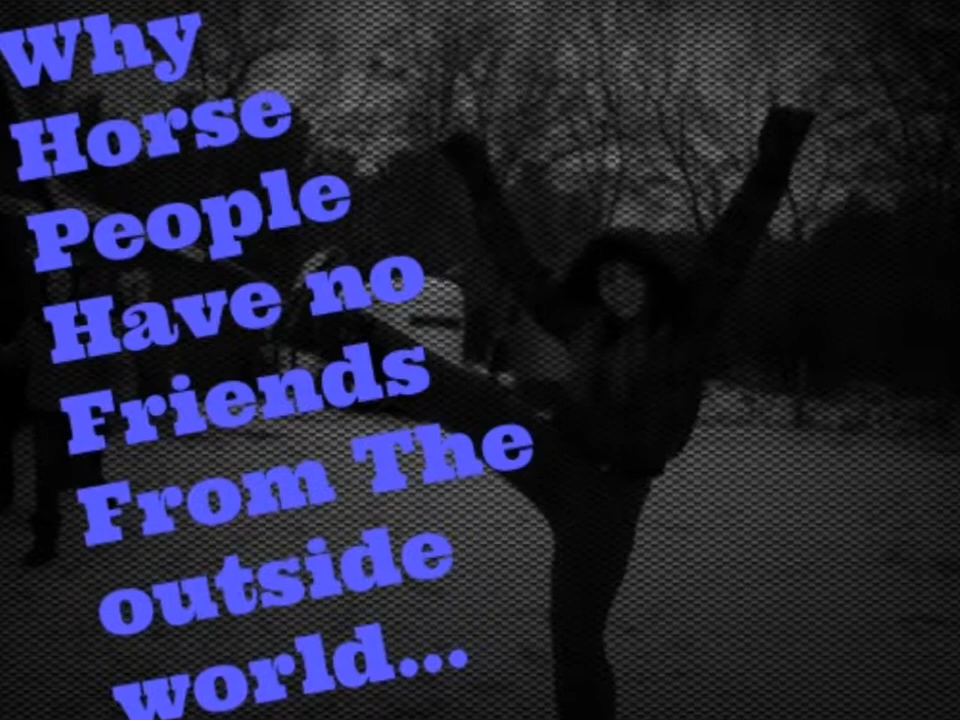 Why
Horse
People
Have no
Friends
From The
outside
world...